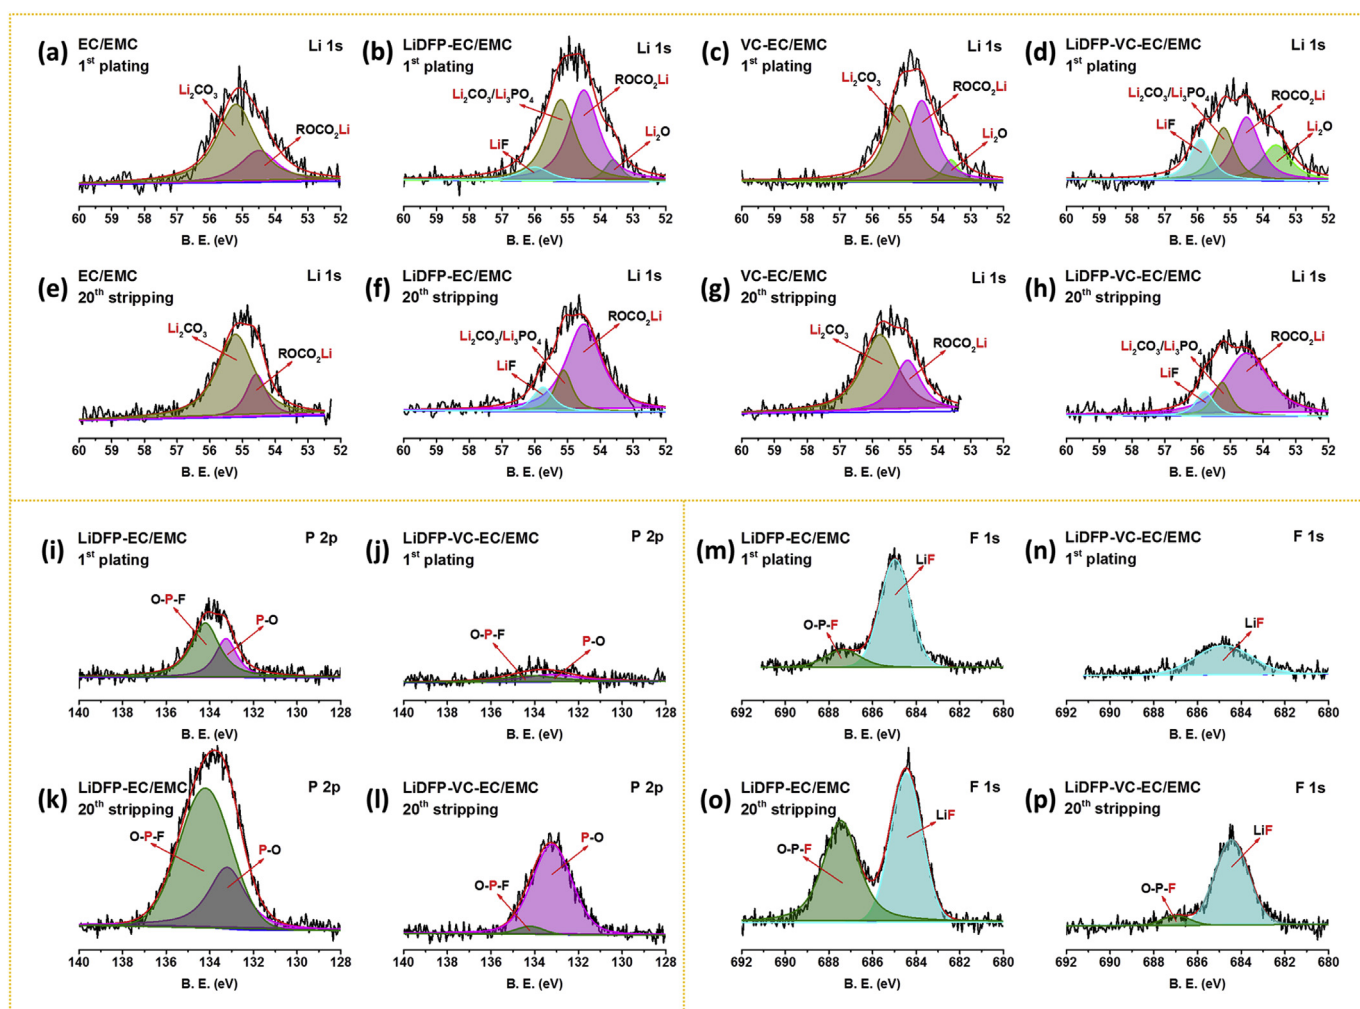 (a) EC/EMC Li 1s
1st plating
Li2CO3
ROCO2Li
60 59 58 57 56 55 54 53 52
B. E. (eV)
(b) LiDFP-EC/EMC Li 1s
1st plating
Li2CO3/Li3PO4
ROCO2Li
LiF
Li2O
60 59 58 57 56 55 54 53 52
B. E. (eV)
(c) VC-EC/EMC Li 1s
1st plating
Li2CO3
ROCO2Li
Li2O
60 59 58 57 56 55 54 53 52
B. E. (eV)
(d) LiDFP-VC-EC/EMC Li 1s
1st plating
Li2CO3/Li3PO4
ROCO2Li
LiF
Li2O
60 59 58 57 56 55 54 53 52
B. E. (eV)
(e) EC/EMC Li 1s
20th stripping
Li2CO3
ROCO2Li
60 59 58 57 56 55 54 53 52
B. E. (eV)
(f) LiDFP-EC/EMC Li 1s
20th stripping
ROCO2Li
Li2CO3/Li3PO4
LiF
60 59 58 57 56 55 54 53 52
B. E. (eV)
(g) VC-EC/EMC Li 1s
20th stripping
Li2CO3
ROCO2Li
60 59 58 57 56 55 54 53 52
B. E. (eV)
(h) LiDFP-VC-EC/EMC Li 1s
20th stripping
Li2CO3/Li3PO4
ROCO2Li
LiF
60 59 58 57 56 55 54 53 52
B. E. (eV)
(i) LiDFP-EC/EMC P 2p
1st plating
O-P-F
P-O
140 138 136 134 132 130 128
B. E. (eV)
(j) LiDFP-VC-EC/EMC P 2p
1st plating
O-P-F
P-O
140 138 136 134 132 130 128
B. E. (eV)
(k) LiDFP-EC/EMC P 2p
20th stripping
O-P-F
P-O
140 138 136 134 132 130 128
B. E. (eV)
(l) LiDFP-VC-EC/EMC P 2p
20th stripping
P-O
O-P-F
140 138 136 134 132 130 128
B. E. (eV)
(m) LiDFP-EC/EMC F 1s
1st plating
LiF
O-P-F
692 690 688 686 684 682 680
B. E. (eV)
(n) LiDFP-VC-EC/EMC F 1s
1st plating
LiF
692 690 688 686 684 682 680
B. E. (eV)
(o) LiDFP-EC/EMC F 1s
20th stripping
LiF
O-P-F
692 690 688 686 684 682 680
B. E. (eV)
(p) LiDFP-VC-EC/EMC F 1s
20th stripping
LiF
O-P-F
692 690 688 686 684 682 680
B. E. (eV)